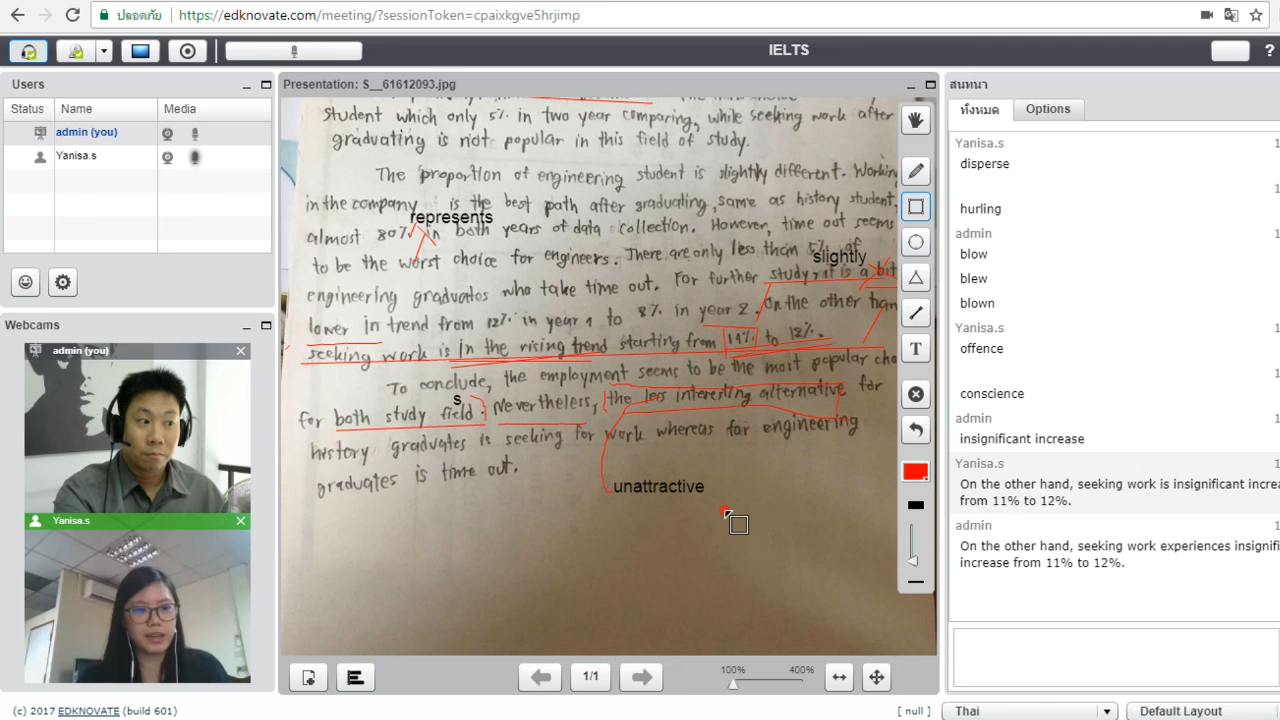 ปลอดภัย
https://edknovate.com/meeting/?sessionToken=cpaixkgve5hrjimp
IELTS
?
Users
Status Name Media
admin (you)
Yanisa.s
Webcams
admin (you)
Yanisa.s
Presentation: S__61612093.jpg
student which only 5% in two year comparing, while seeking work after
graduating is not popular in this field of study.
The proportion of engineering student is slightly different. Working
in the company is the best path after graduating, same as history student,
represents
almost 80% in both years of data collection. However, time out seems
to be the worst choice for engineers. There are only less than 5% of
slightly
engineering graduates who take time out. For further study, it is a bit
lower in trend from 12% in year 1 to 8% in year 2. On the other han
seeking work is in the rising trend starting from 11% to 12%.
To conclude, the employment seems to be the most popular cho
s
for both study field. Nevertheless, the less interesting alternative for
history graduates is seeking for work whereas for engineering
graduates is time out.
unattractive
T
1/1
100% 400%
สนทนา
ทั้งหมด Options
Yanisa.s 1
disperse
1
hurling
admin 1
blow
blew
blown
Yanisa.s 1
offence
1
conscience
admin 1
insignificant increase
Yanisa.s 1
On the other hand, seeking work is insignificant increa
from 11% to 12%.
admin 1
On the other hand, seeking work experiences insignifi
increase from 11% to 12%.
(c) 2017 EDKNOVATE (build 601)
[ null ]
Thai
Default Layout